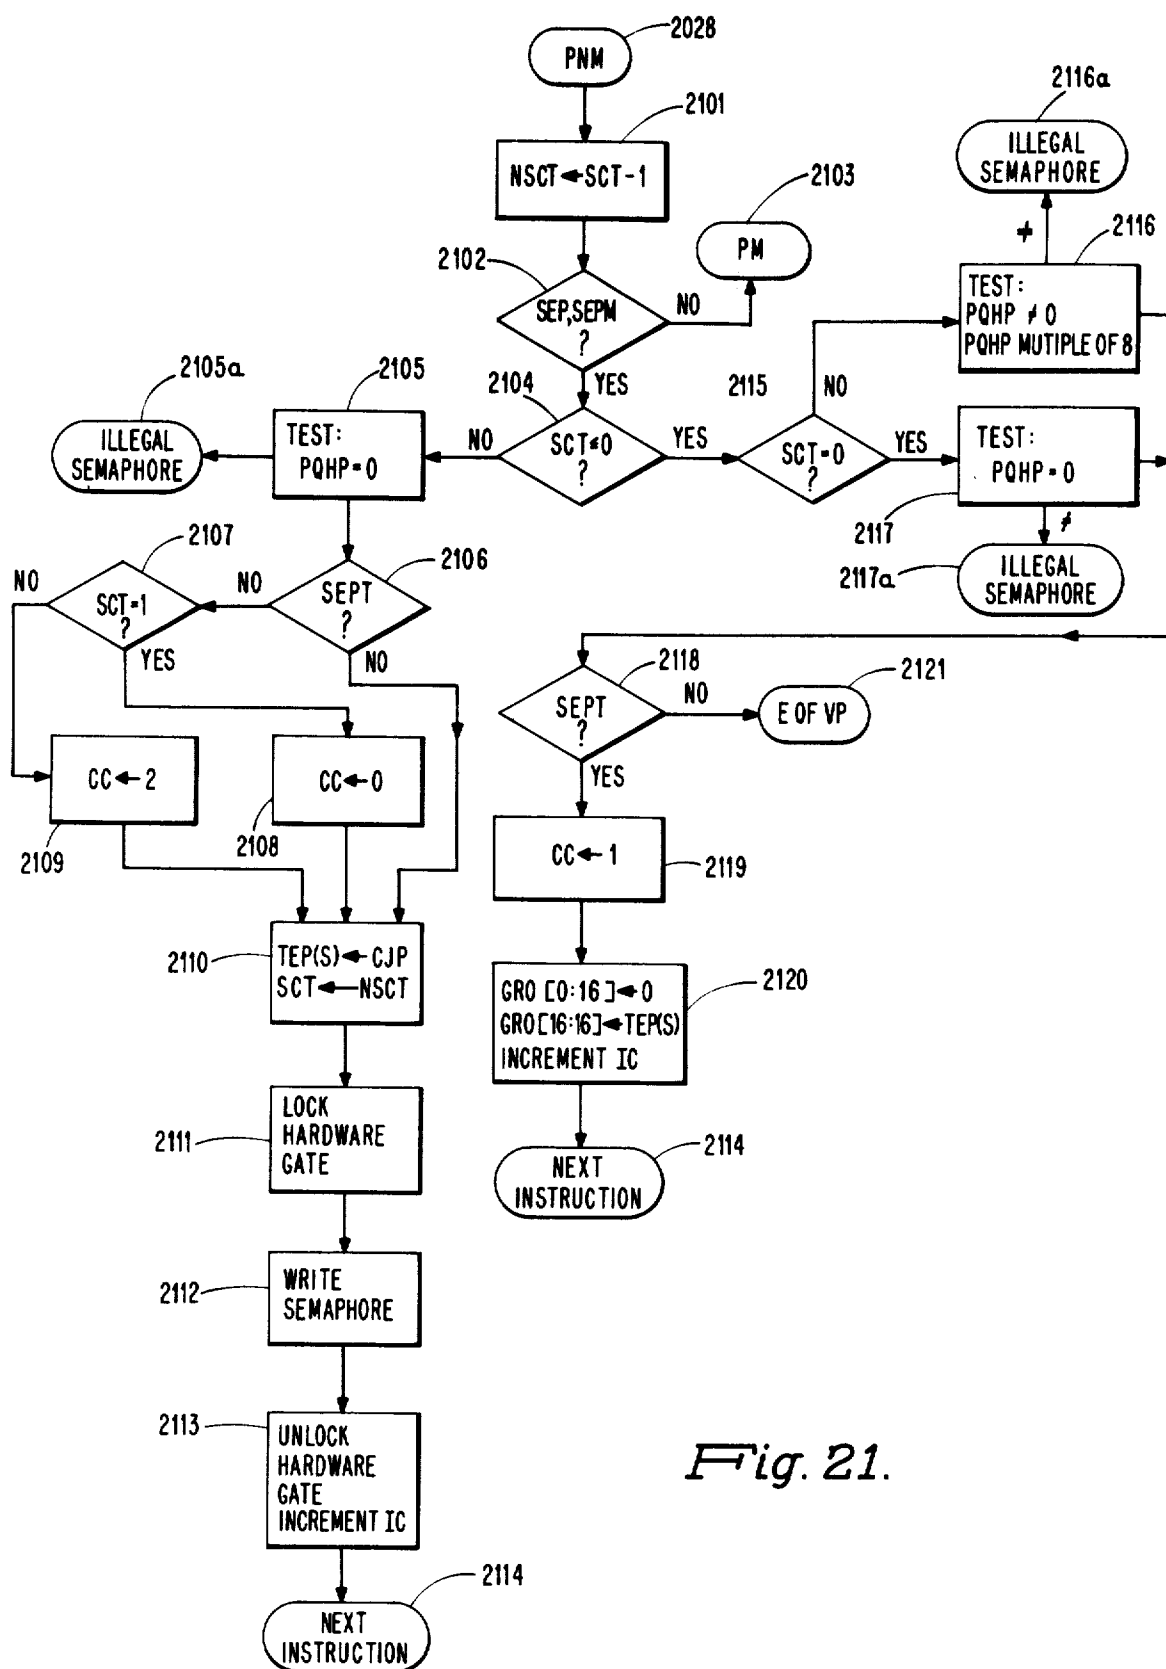 2028
PNM
2101
NSCT←SCT-1
2116a
ILLEGAL
SEMAPHORE
2103
PM
2102
SEP,SEPM
?
NO
YES
≠
2116
TEST:
PQHP ≠ 0
PQHP MUTIPLE OF 8
2105a
ILLEGAL
SEMAPHORE
2105
TEST:
PQHP=0
NO
2104
SCT≤0
?
YES
2115
NO
SCT=0
?
YES
TEST:
PQHP=0
2117
≠
2117a
ILLEGAL
SEMAPHORE
2107
NO
SCT=1
?
YES
NO
2106
SEPT
?
NO
2118
SEPT
?
NO
2121
E OF VP
YES
CC←2
2109
CC←0
2108
CC←1
2119
2110
TEP(S)←CJP
SCT←NSCT
GRO [0:16]←0
GRO[16:16]←TEP(S)
INCREMENT IC
2120
2111
LOCK
HARDWARE
GATE
2114
NEXT
INSTRUCTION
2112
WRITE
SEMAPHORE
2113
UNLOCK
HARDWARE
GATE
INCREMENT IC
Fig. 21.
2114
NEXT
INSTRUCTION